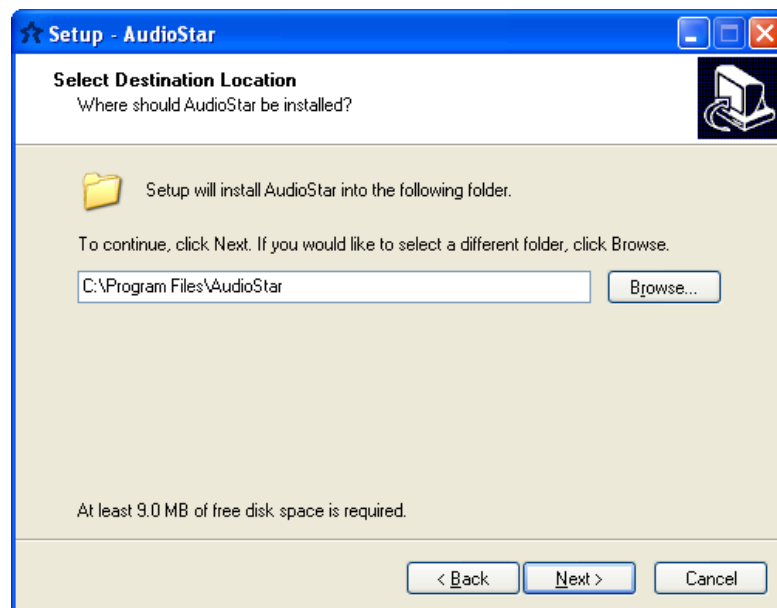 Setup - AudioStar
Select Destination Location
Where should AudioStar be installed?
Setup will install AudioStar into the following folder.
To continue, click Next. If you would like to select a different folder, click Browse.
C:\Program Files\AudioStar
Browse...
At least 9.0 MB of free disk space is required.
< Back
Next >
Cancel